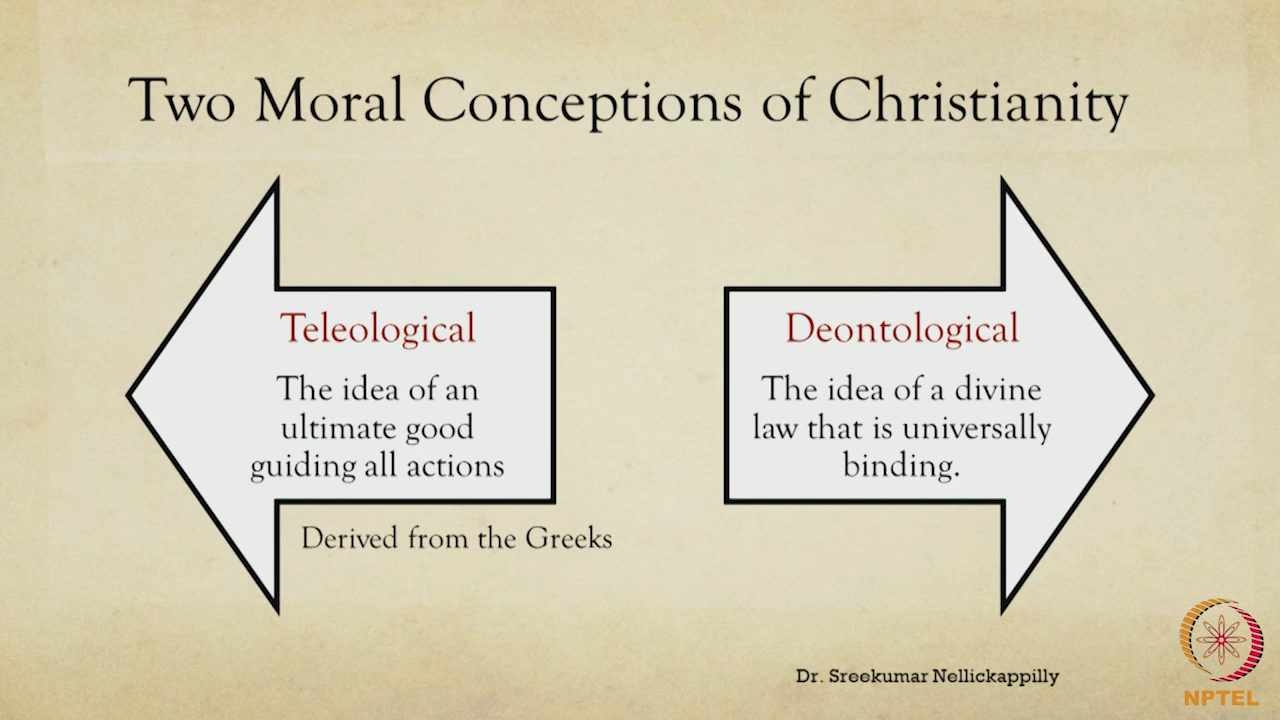 Two Moral Conceptions of Christianity
Teleological
The idea of an
ultimate good
guiding all actions
Derived from the Greeks
Deontological
The idea of a divine
law that is universally
binding.
Dr. Sreekumar Nellickappilly
NPTEL